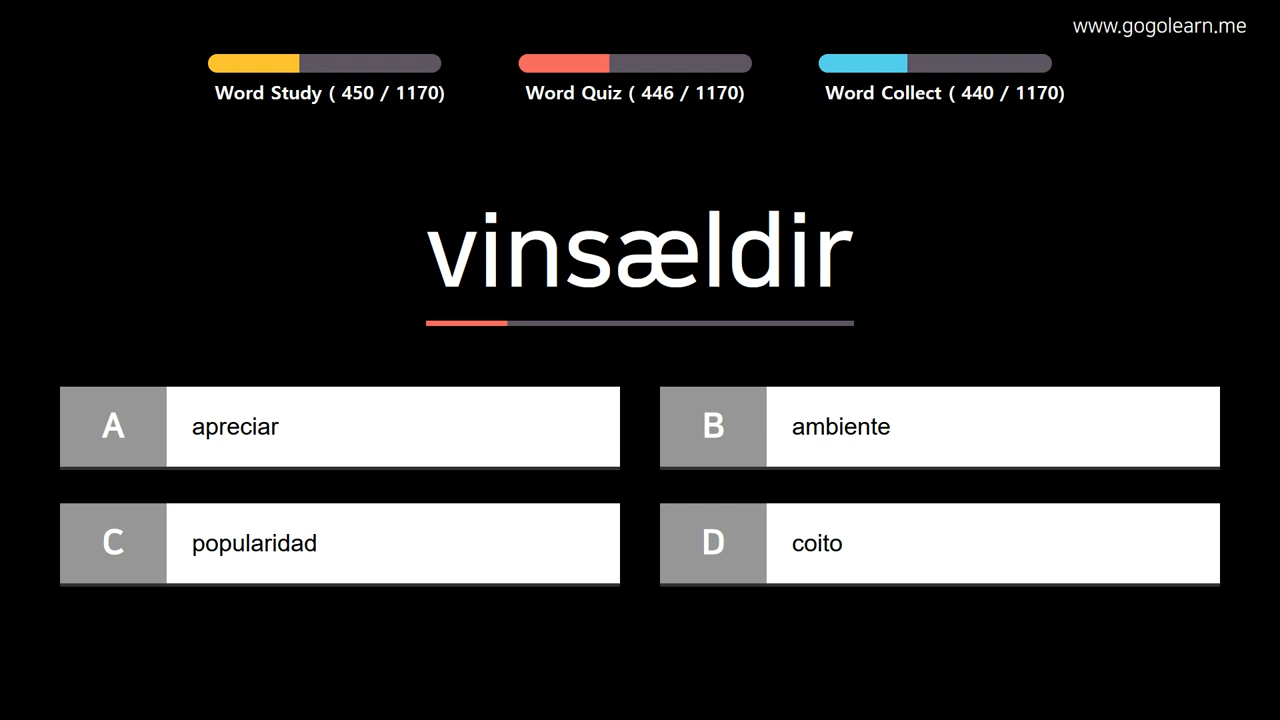 www.gogolearn.me
Word Study ( 450 / 1170)
Word Quiz ( 446 / 1170)
Word Collect ( 440 / 1170)
vinsældir
A apreciar
B ambiente
C popularidad
D coito